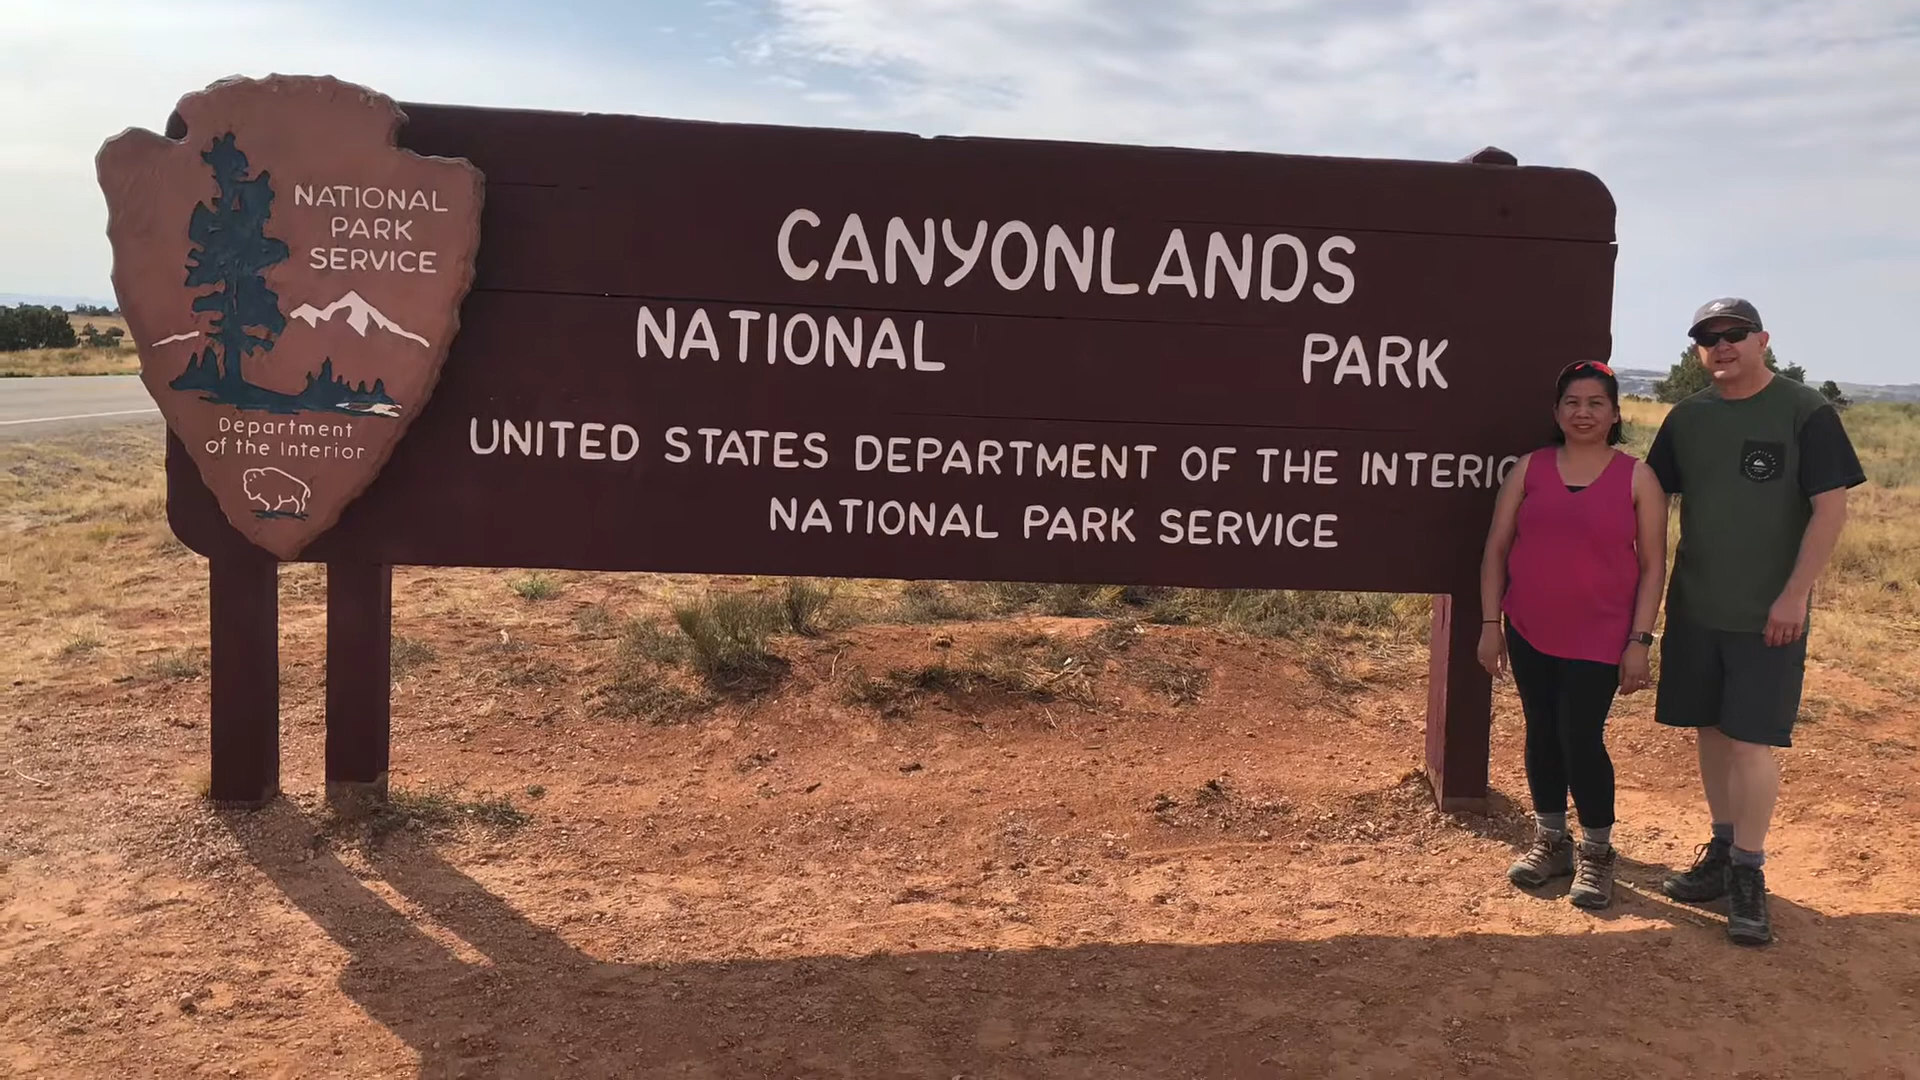 NATIONAL
PARK
SERVICE
Department
of the Interior
CANYONLANDS
NATIONAL PARK
UNITED STATES DEPARTMENT OF THE INTERIO
NATIONAL PARK SERVICE